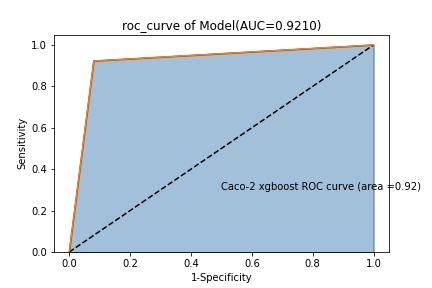 roc_curve of Model(AUC=0.9210)
1.0
0.8
0.6
0.4
0.2
0.0
Sensitivity
Caco-2 xgboost ROC curve (area =0.92)
0.0 0.2 0.4 0.6 0.8 1.0
1-Specificity